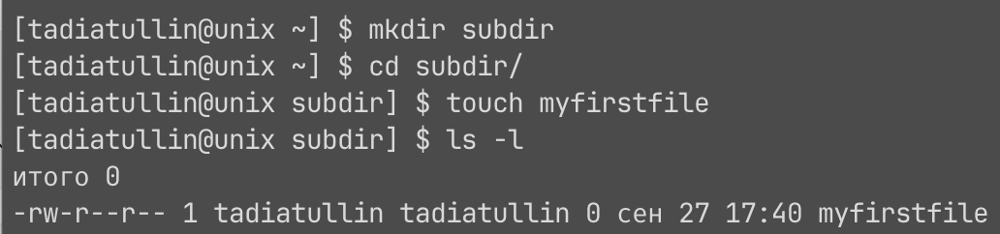 [tadiatullin@unix ~] $ mkdir subdir
[tadiatullin@unix ~] $ cd subdir/
[tadiatullin@unix subdir] $ touch myfirstfile
[tadiatullin@unix subdir] $ ls -l
итого 0
-rw-r--r-- 1 tadiatullin tadiatullin 0 сен 27 17:40 myfirstfile